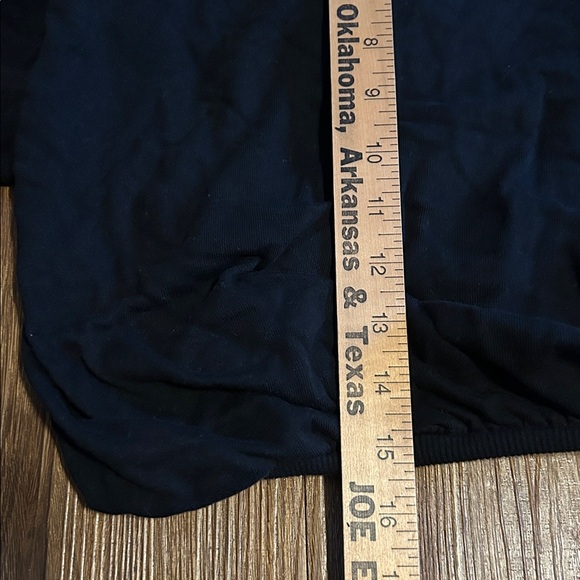 Oklahoma, Arkansas & Texas JOE
8 9 10 11 12 13 14 15 16